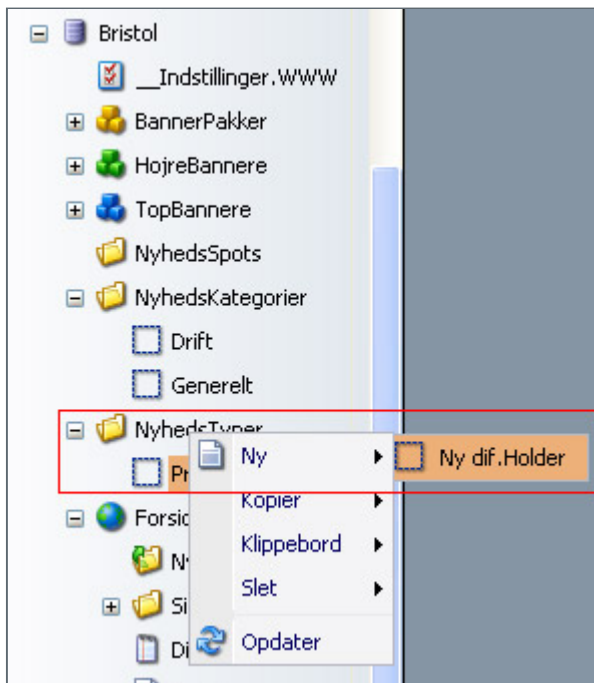 Bristol
__Indstillinger.WWW
BannerPakker
HojreBannere
TopBannere
NyhedsSpots
NyhedsKategorier
Drift
Generelt
NyhedsTyper
Ny
Ny dif.Holder
Kopier
Klippebord
Slet
Opdater